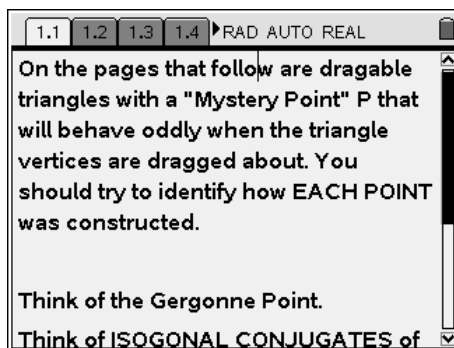 1.1 1.2 1.3 1.4 RAD AUTO REAL
On the pages that follow are dragable
triangles with a "Mystery Point" P that
will behave oddly when the triangle
vertices are dragged about. You
should try to identify how EACH POINT
was constructed.
Think of the Gergonne Point.
Think of ISOGONAL CONJUGATES of